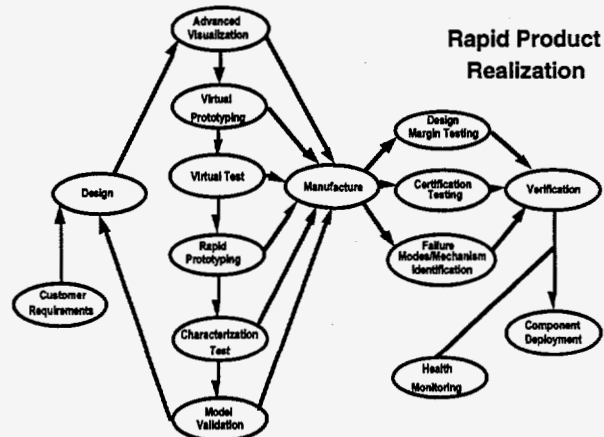 Rapid Product
Realization
Advanced
Visualization
Virtual
Prototyping
Virtual Test
Rapid
Prototyping
Characterization
Test
Model
Validation
Design
Customer
Requirements
Manufacture
Design
Margin Testing
Certification
Testing
Failure
Modes/Mechanism
Identification
Verification
Component
Deployment
Health
Monitoring